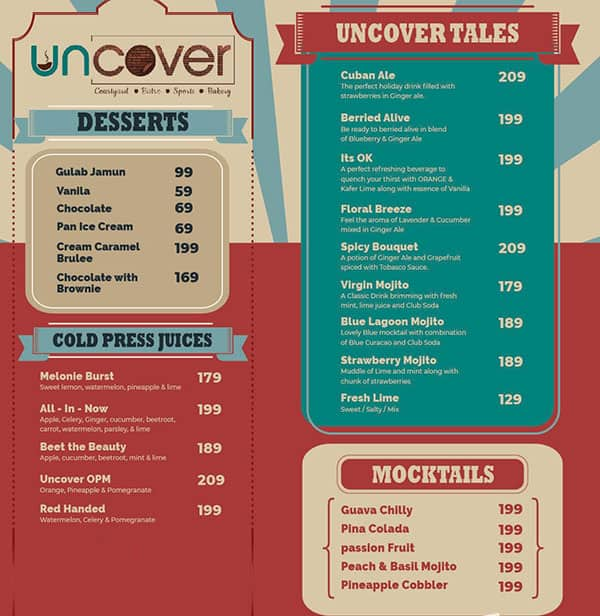 uncover
Courtyard • Bistro • Sports • Bakery
DESSERTS
Gulab Jamun 99
Vanila 59
Chocolate 69
Pan Ice Cream 69
Cream Caramel 199
Brulee
Chocolate with 169
Brownie
COLD PRESS JUICES
Melonie Burst 179
Sweet lemon, watermelon, pineapple & lime
All - In - Now 199
Apple, Celery, Ginger, cucumber, beetroot,
carrot, watermelon, parsley, & lime
Beet the Beauty 189
Apple, cucumber, beetroot, mint & lime
Uncover OPM 209
Orange, Pineapple & Pomegranate
Red Handed 199
Watermelon, Celery & Pomegranate
UNCOVER TALES
Cuban Ale 209
The perfect holiday drink filled with
strawberries in Ginger ale.
Berried Alive 199
Be ready to berried alive in blend
of Blueberry & Ginger Ale
Its OK 199
A perfect refreshing beverage to
quench your thirst with ORANGE &
Kafer Lime along with essence of Vanilla
Floral Breeze 199
Feel the aroma of Lavender & Cucumber
mixed in Ginger Ale
Spicy Bouquet 209
A potion of Ginger Ale and Grapefruit
spiced with Tobasco Sauce.
Virgin Mojito 179
A Classic Drink brimming with fresh
mint, lime juice and Club Soda
Blue Lagoon Mojito 189
Lovely Blue mocktail with combination
of Blue Curacao and Club Soda
Strawberry Mojito 189
Muddle of Lime and mint along with
chunk of strawberries
Fresh Lime 129
Sweet / Salty / Mix
MOCKTAILS
Guava Chilly 199
Pina Colada 199
passion Fruit 199
Peach & Basil Mojito 199
Pineapple Cobbler 199